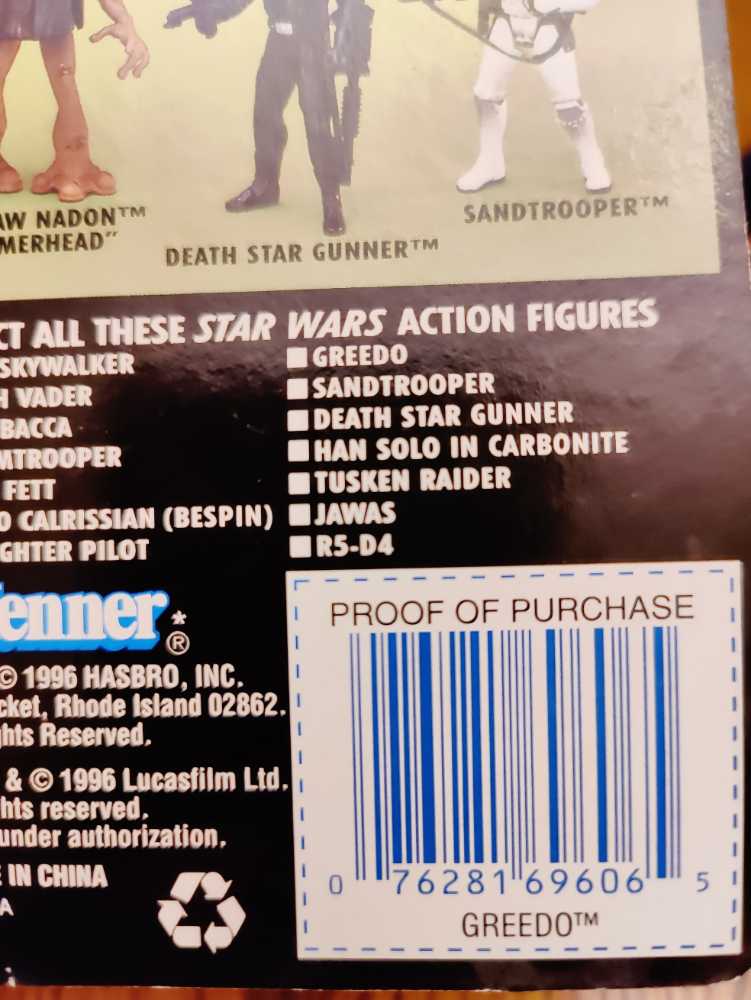 AW NADON™
MERHEAD"
DEATH STAR GUNNER™
SANDTROOPER™
CT ALL THESE STAR WARS ACTION FIGURES
SKYWALKER
H VADER
BACCA
MTROOPER
FETT
O CALRISSIAN (BESPIN)
GHTER PILOT
GREEDO
SANDTROOPER
DEATH STAR GUNNER
HAN SOLO IN CARBONITE
TUSKEN RAIDER
JAWAS
R5-D4
enner*®
© 1996 HASBRO, INC.
cket, Rhode Island 02862.
ghts Reserved.
& © 1996 Lucasfilm Ltd.
hts reserved.
under authorization.
E IN CHINA
A
PROOF OF PURCHASE
0 76281 69606 5
GREEDO™